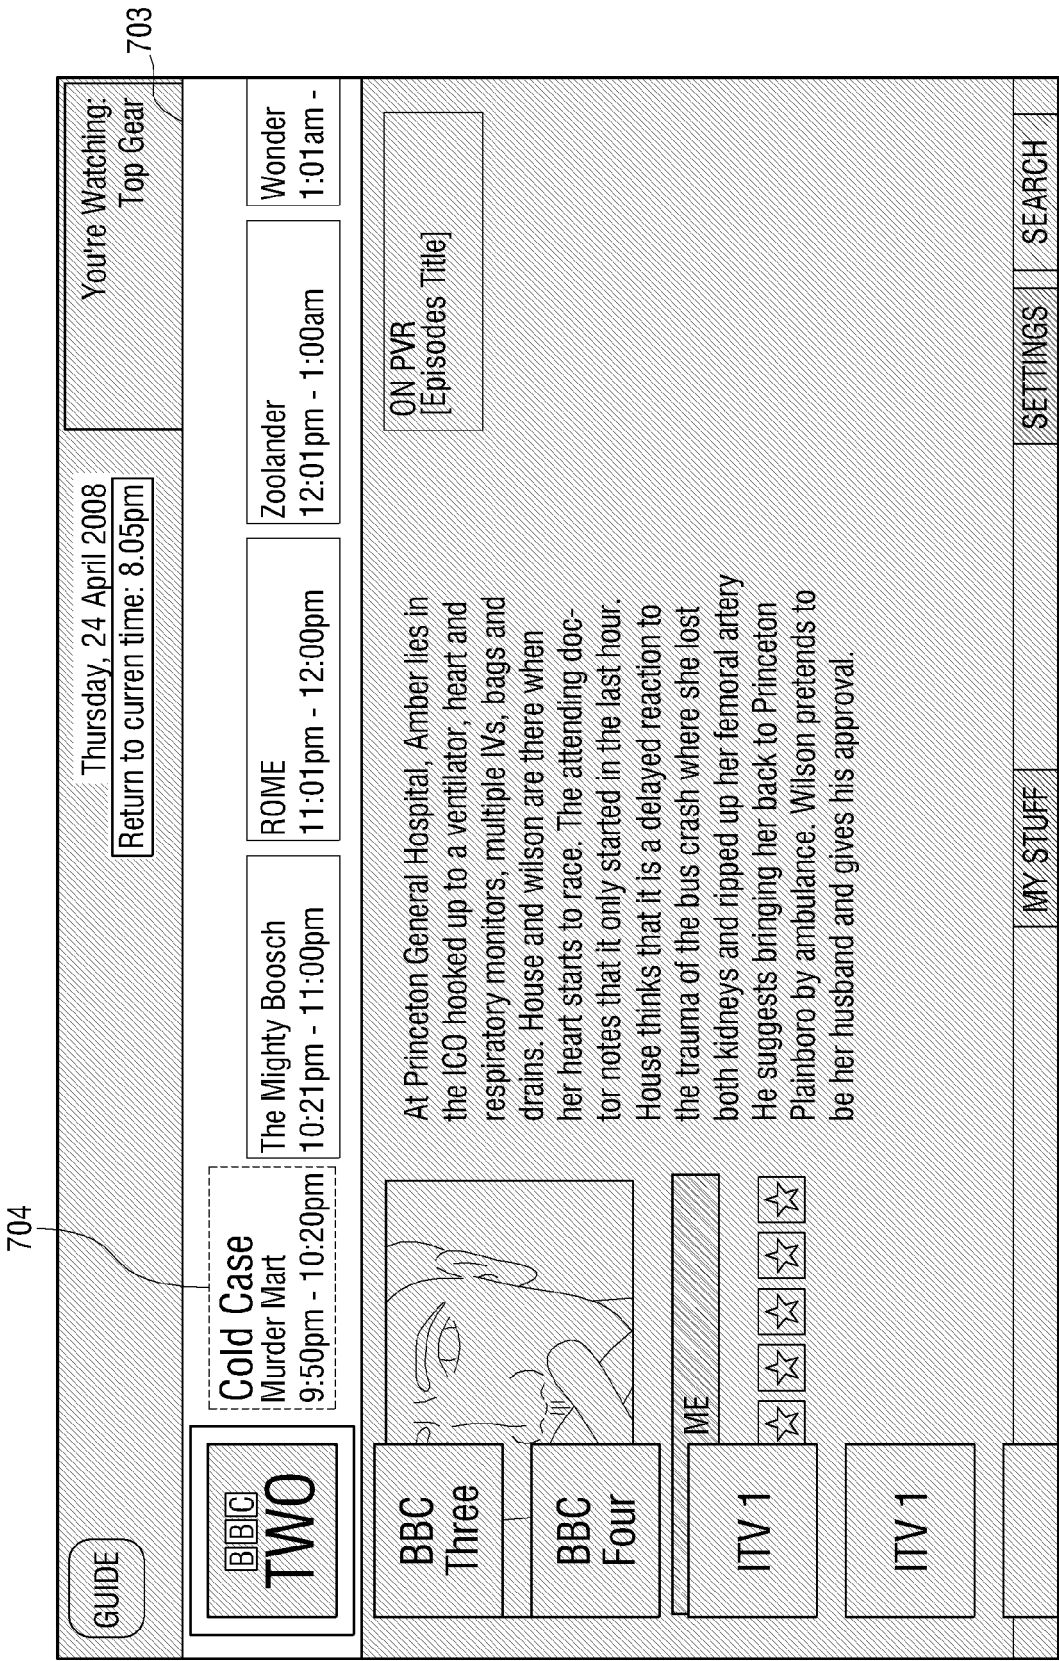 704
703
GUIDE
Thursday, 24 April 2008
Return to curren time: 8.05pm
You're Watching:
Top Gear
BBC
TWO
Cold Case
Murder Mart
9:50pm - 10:20pm
The Mighty Boosch
10:21pm - 11:00pm
ROME
11:01pm - 12:00pm
Zoolander
12:01pm - 1:00am
Wonder
1:01am -
BBC
Three
BBC
Four
ME
ITV 1
ITV 1
At Princeton General Hospital, Amber lies in
the ICO hooked up to a ventilator, heart and
respiratory monitors, multiple IVs, bags and
drains. House and wilson are there when
her heart starts to race. The attending doc-
tor notes that it only started in the last hour.
House thinks that it is a delayed reaction to
the trauma of the bus crash where she lost
both kidneys and ripped up her femoral artery
He suggests bringing her back to Princeton
Plainboro by ambulance. Wilson pretends to
be her husband and gives his approval.
ON PVR
[Episodes Title]
MY STUFF
SETTINGS
SEARCH